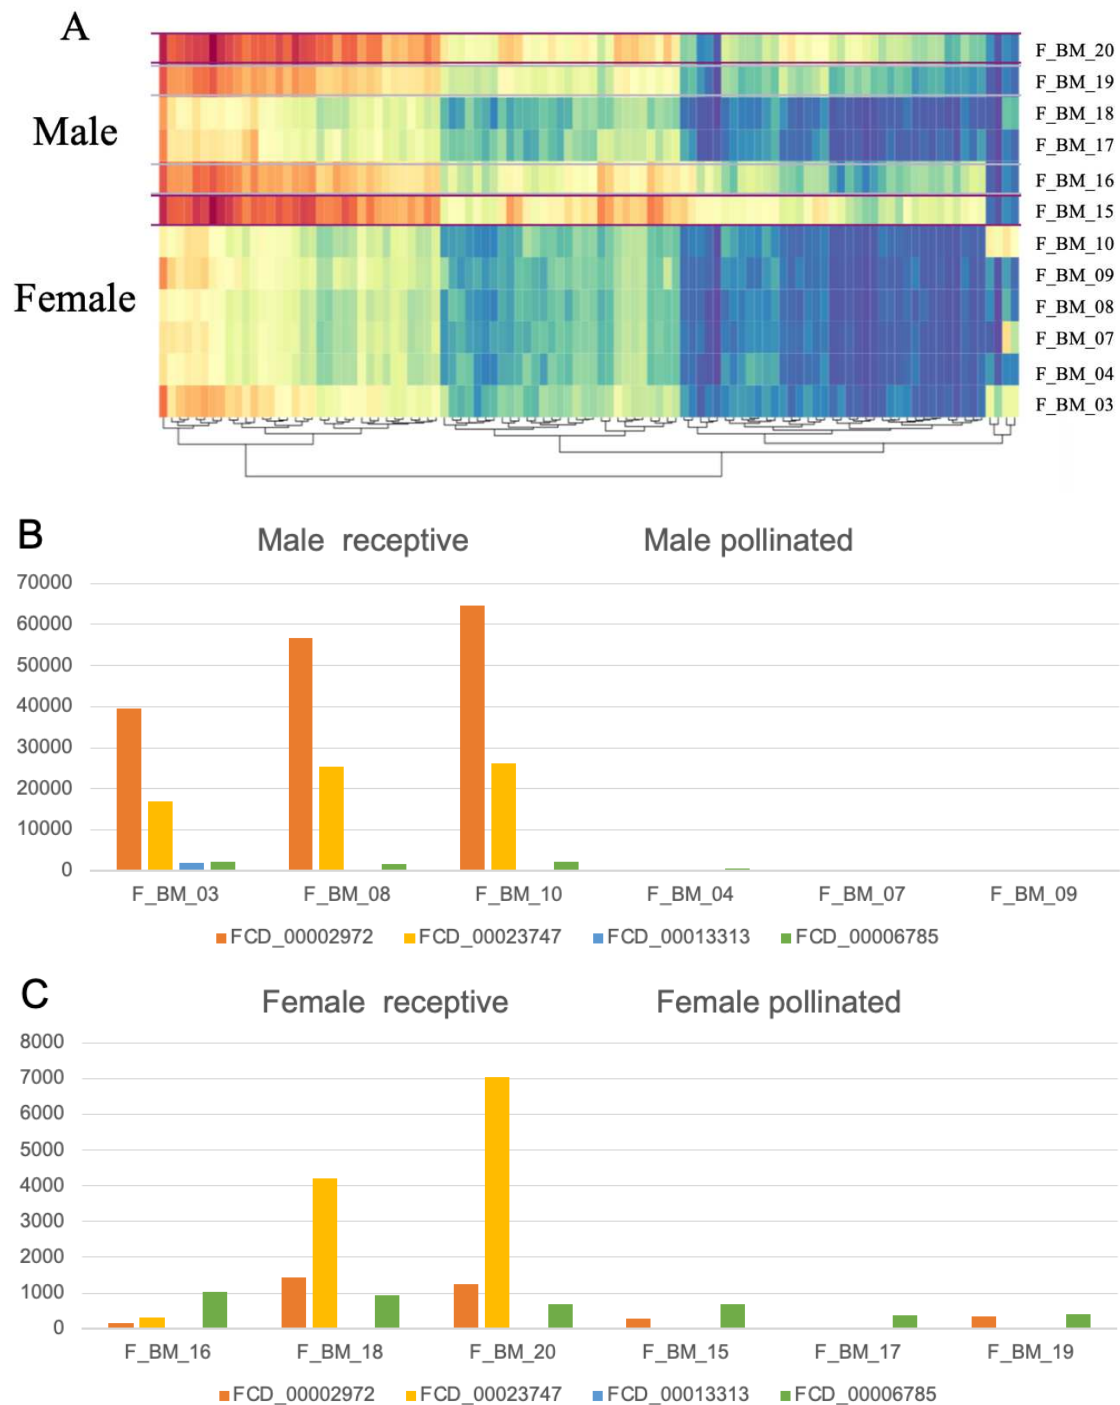 A
F_BM_20
F_BM_19
F_BM_18
Male
F_BM_17
F_BM_16
F_BM_15
F_BM_10
F_BM_09
Female
F_BM_08
F_BM_07
F_BM_04
F_BM_03
B
Male receptive Male pollinated
70000
60000
50000
40000
30000
20000
10000
0
F_BM_03 F_BM_08 F_BM_10 F_BM_04 F_BM_07 F_BM_09
FCD_00002972 FCD_00023747 FCD_00013313 FCD_00006785
C
Female receptive Female pollinated
8000
7000
6000
5000
4000
3000
2000
1000
0
F_BM_16 F_BM_18 F_BM_20 F_BM_15 F_BM_17 F_BM_19
FCD_00002972 FCD_00023747 FCD_00013313 FCD_00006785